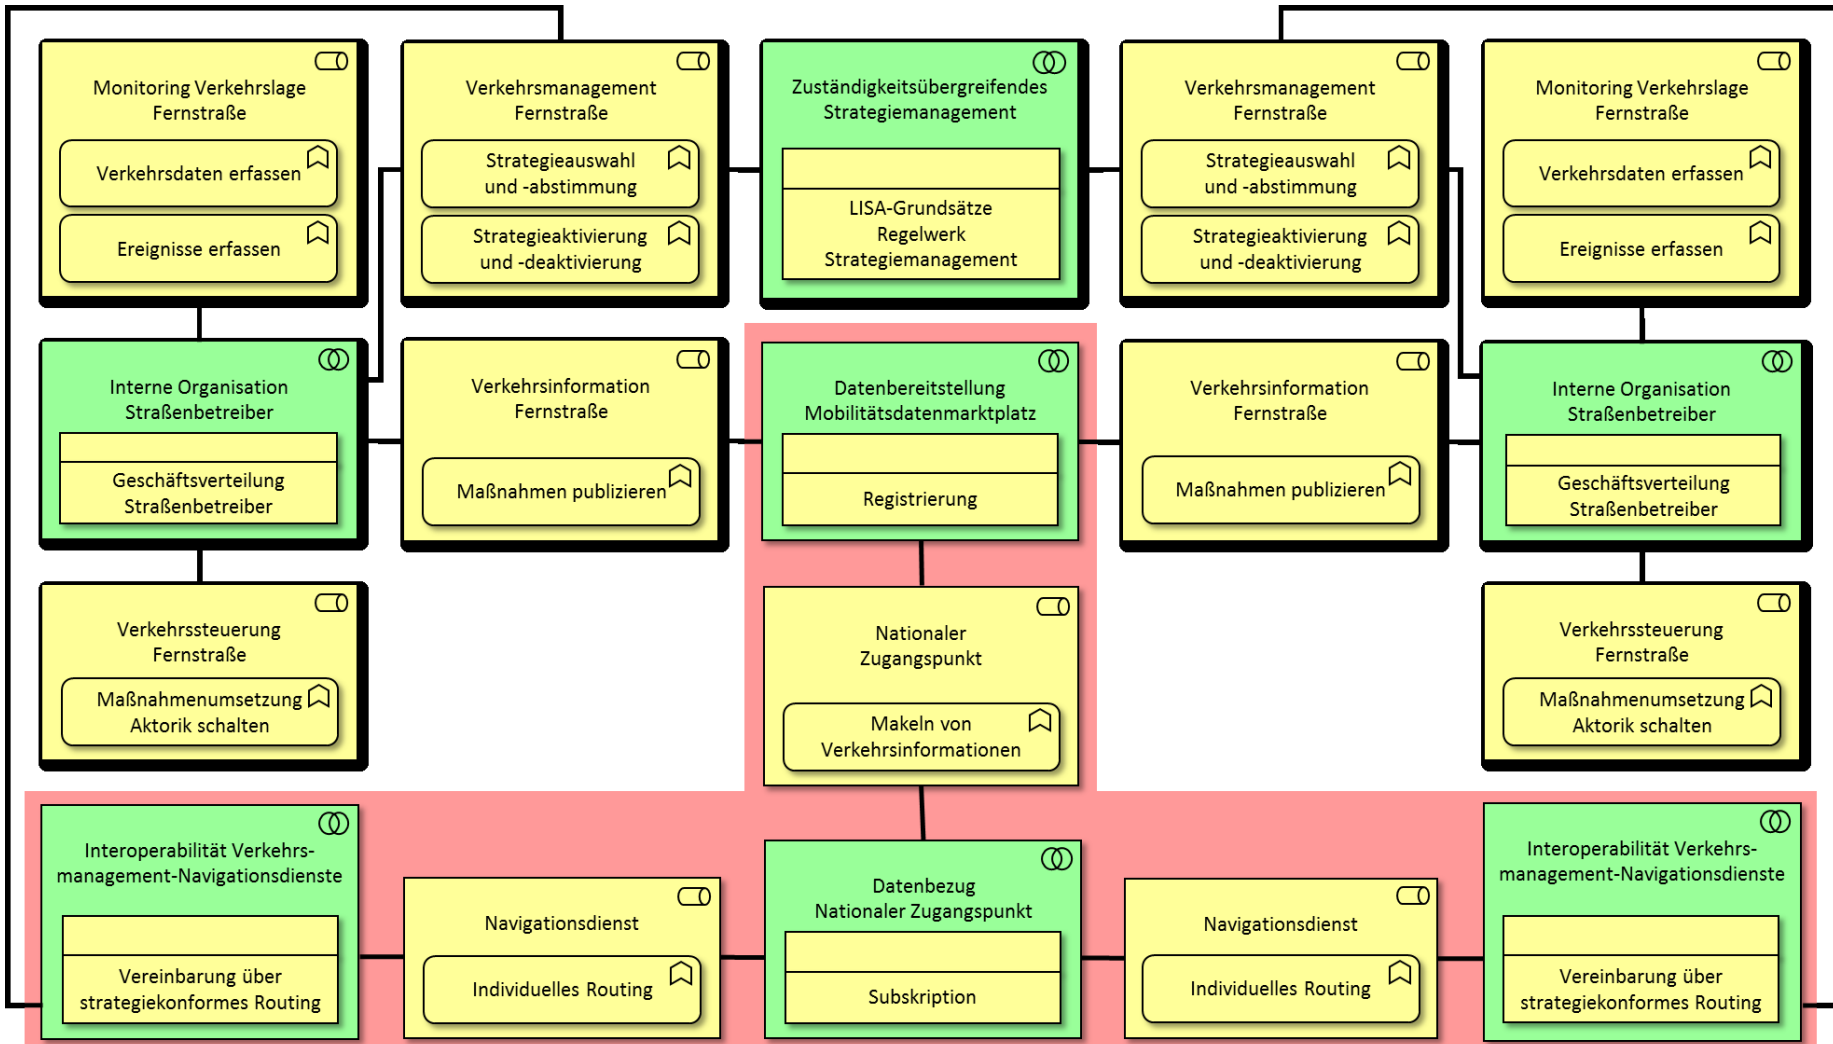 Monitoring Verkehrslage
Fernstraße
Verkehrsdaten erfassen
Ereignisse erfassen
Verkehrsmanagement
Fernstraße
Strategieauswahl
und -abstimmung
Strategieaktivierung
und -deaktivierung
Zuständigkeitsübergreifendes
Strategiemanagement
LISA-Grundsätze
Regelwerk
Strategiemanagement
Verkehrsmanagement
Fernstraße
Strategieauswahl
und -abstimmung
Strategieaktivierung
und -deaktivierung
Monitoring Verkehrslage
Fernstraße
Verkehrsdaten erfassen
Ereignisse erfassen
Interne Organisation
Straßenbetreiber
Geschäftsverteilung
Straßenbetreiber
Verkehrsinformation
Fernstraße
Maßnahmen publizieren
Datenbereitstellung
Mobilitätsdatenmarktplatz
Registrierung
Verkehrsinformation
Fernstraße
Maßnahmen publizieren
Interne Organisation
Straßenbetreiber
Geschäftsverteilung
Straßenbetreiber
Verkehrssteuerung
Fernstraße
Maßnahmenumsetzung
Aktorik schalten
Nationaler
Zugangspunkt
Makeln von
Verkehrsinformationen
Verkehrssteuerung
Fernstraße
Maßnahmenumsetzung
Aktorik schalten
Interoperabilität Verkehrs-
management-Navigationsdienste
Vereinbarung über
strategiekonformes Routing
Navigationsdienst
Individuelles Routing
Datenbezug
Nationaler Zugangspunkt
Subskription
Navigationsdienst
Individuelles Routing
Interoperabilität Verkehrs-
management-Navigationsdienste
Vereinbarung über
strategiekonformes Routing